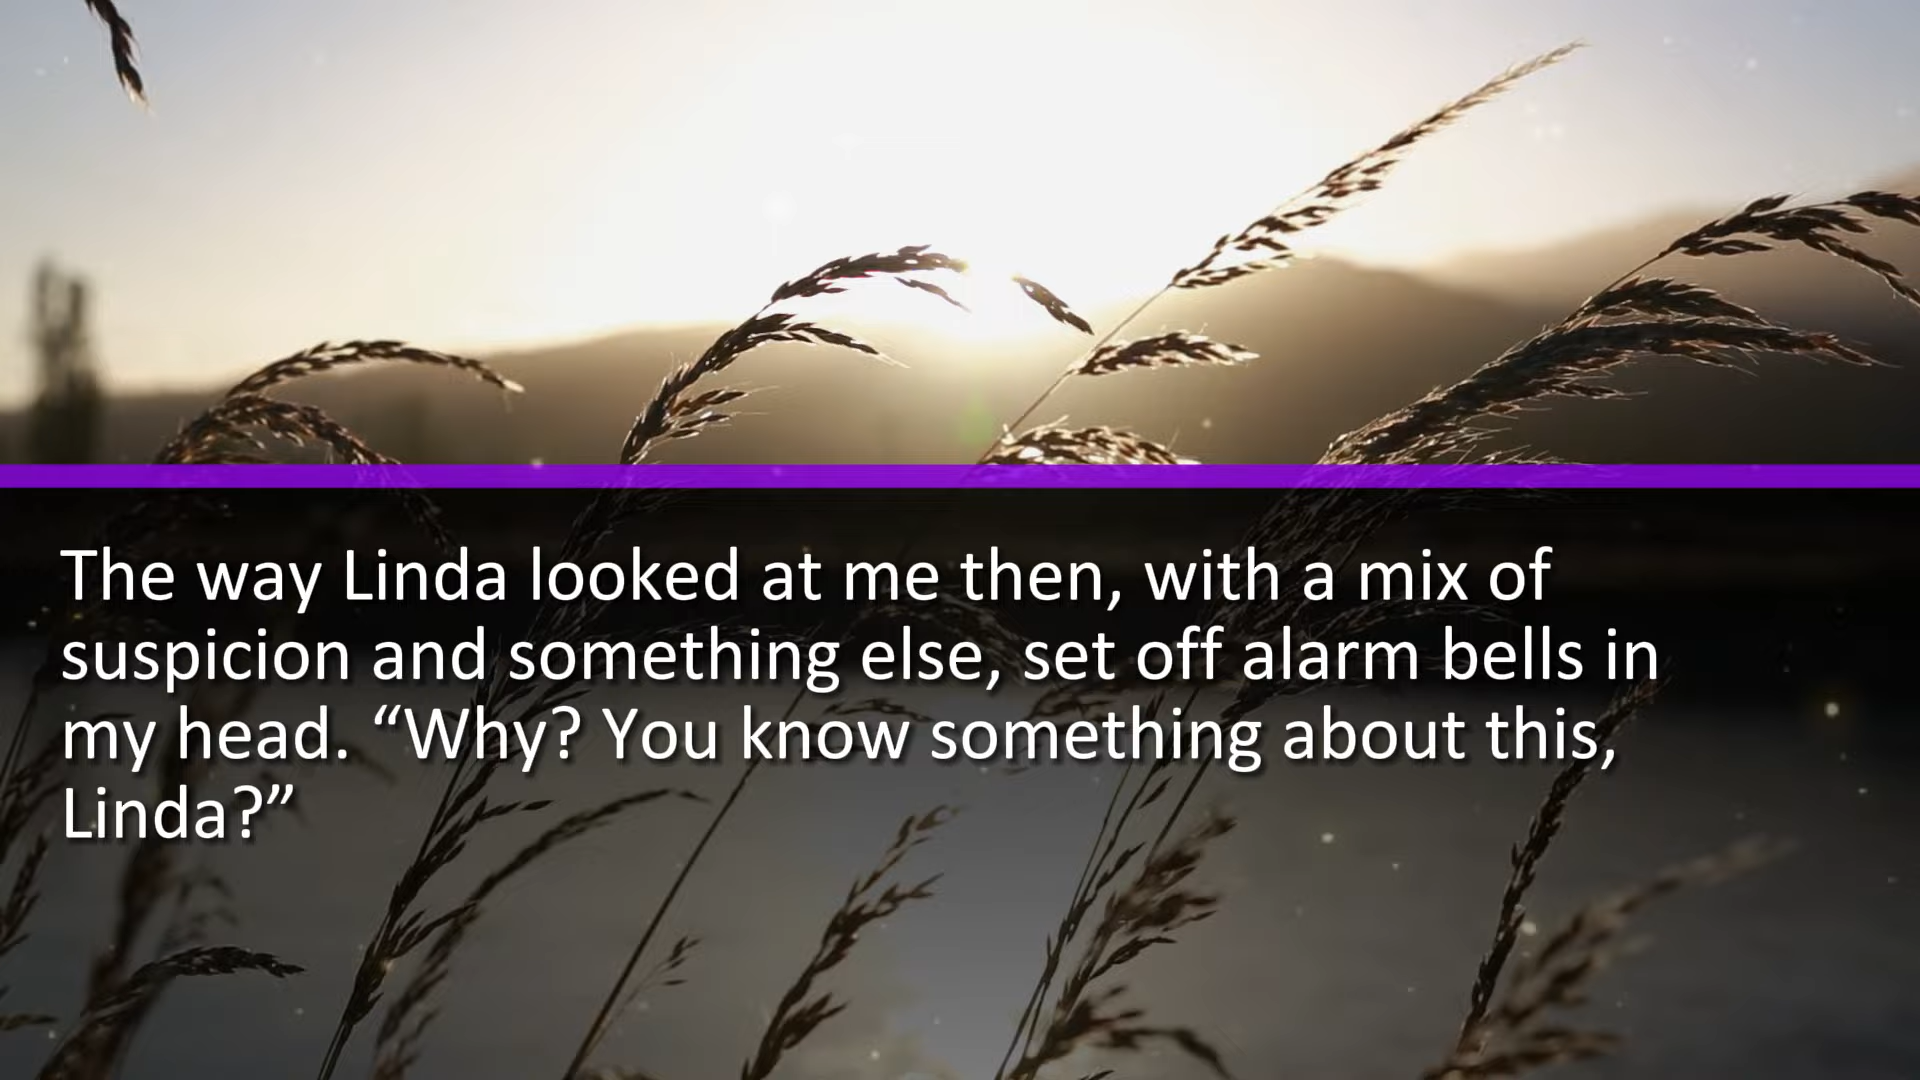 The way Linda looked at me then, with a mix of
suspicion and something else, set off alarm bells in
my head. “Why? You know something about this,
Linda?”